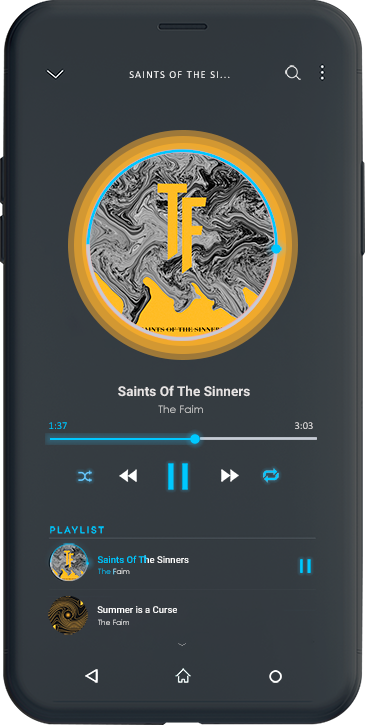 SAINTS OF THE SI...
TF
SAINTS OF THE SINNERS
Saints Of The Sinners
The Faim
1:37
3:03
PLAYLIST
Saints Of The Sinners
The Faim
Summer is a Curse
The Faim